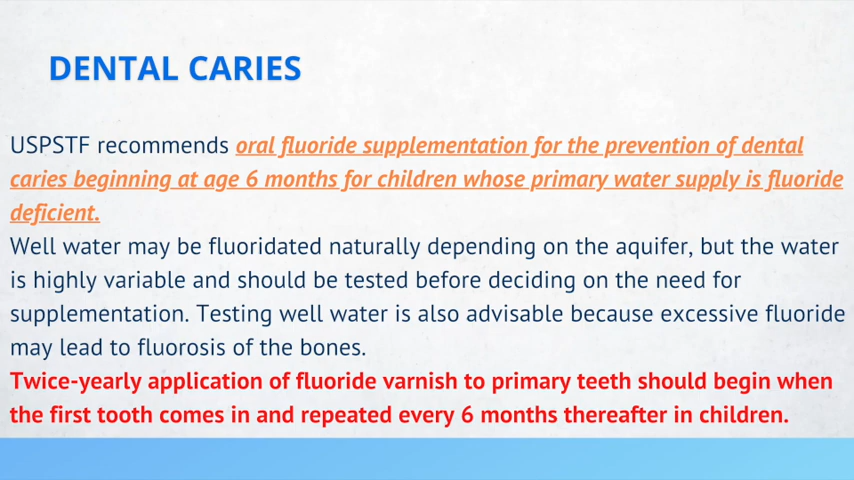 DENTAL CARIES
USPSTF recommends oral fluoride supplementation for the prevention of dental
caries beginning at age 6 months for children whose primary water supply is fluoride
deficient.
Well water may be fluoridated naturally depending on the aquifer, but the water
is highly variable and should be tested before deciding on the need for
supplementation. Testing well water is also advisable because excessive fluoride
may lead to fluorosis of the bones.
Twice-yearly application of fluoride varnish to primary teeth should begin when
the first tooth comes in and repeated every 6 months thereafter in children.